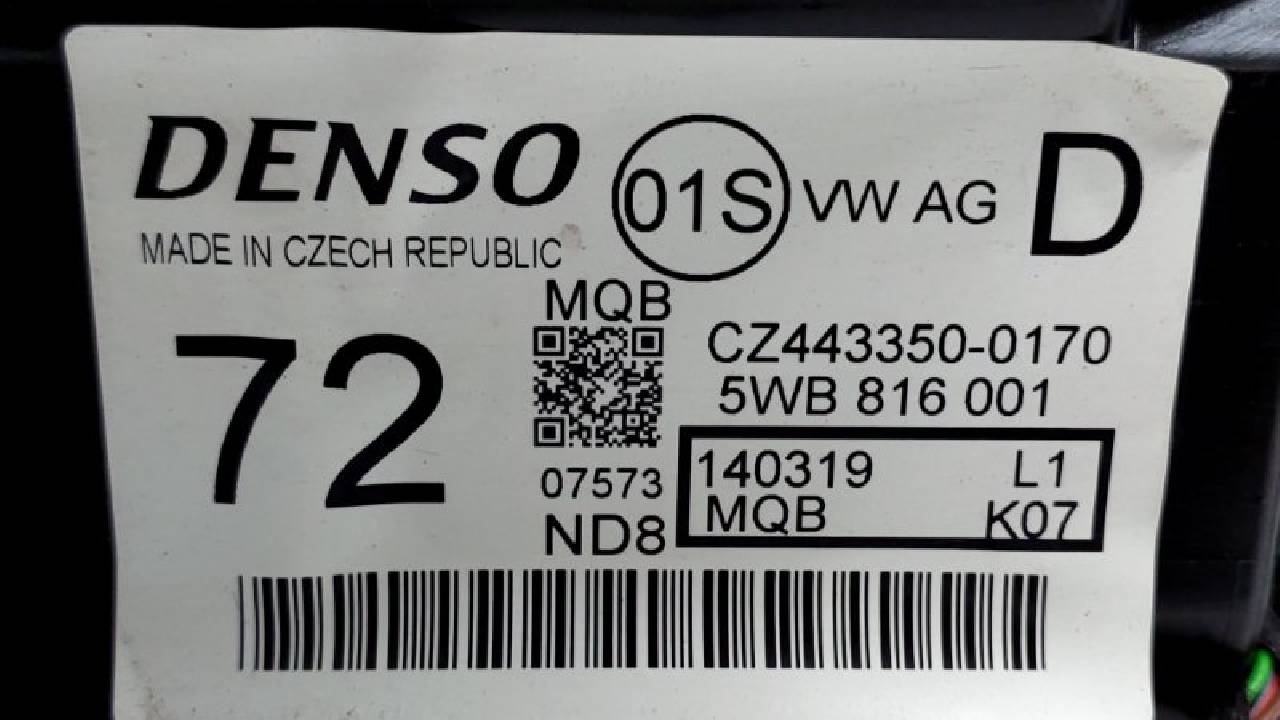 DENSO 01S VW AG D
MADE IN CZECH REPUBLIC
MQB
72
CZ443350-0170
5WB 816 001
140319 L1
07573
MQB K07
ND8